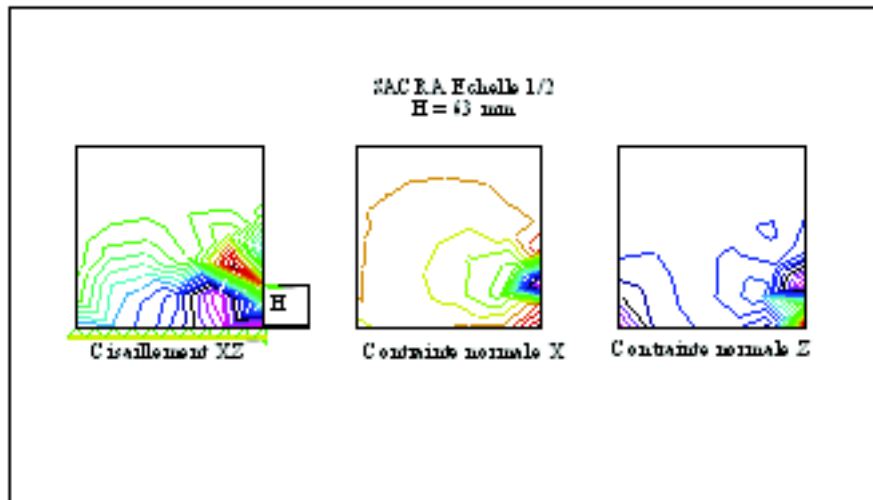 SACRA Echelle 1/2
H = 63 mm
H
Cisaillement XZ
Contrainte normale X
Contrainte normale Z